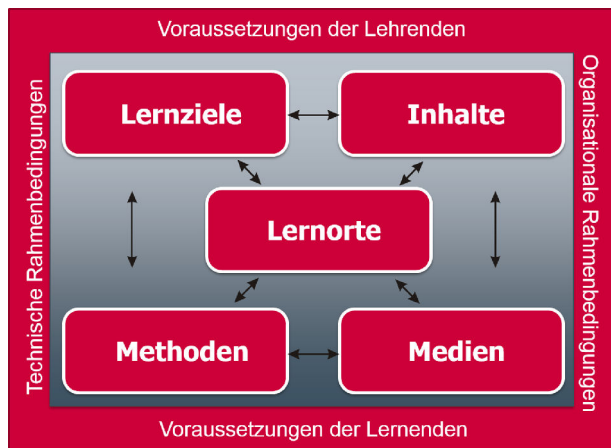 Voraussetzungen der Lehrenden
Technische Rahmenbedingungen
Organisationale Rahmenbedingungen
Lernziele
Inhalte
Lernorte
Methoden
Medien
Voraussetzungen der Lernenden